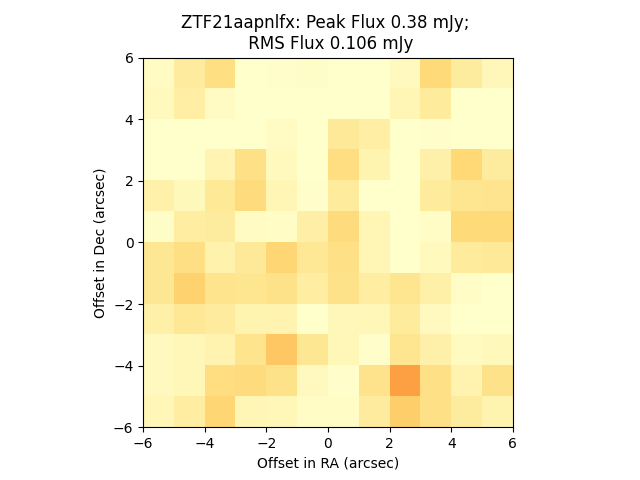 ZTF21aapnlfx: Peak Flux 0.38 mJy;
RMS Flux 0.106 mJy
6
4
2
0
−2
−4
−6
Offset in Dec (arcsec)
−6 −4 −2 0 2 4 6
Offset in RA (arcsec)